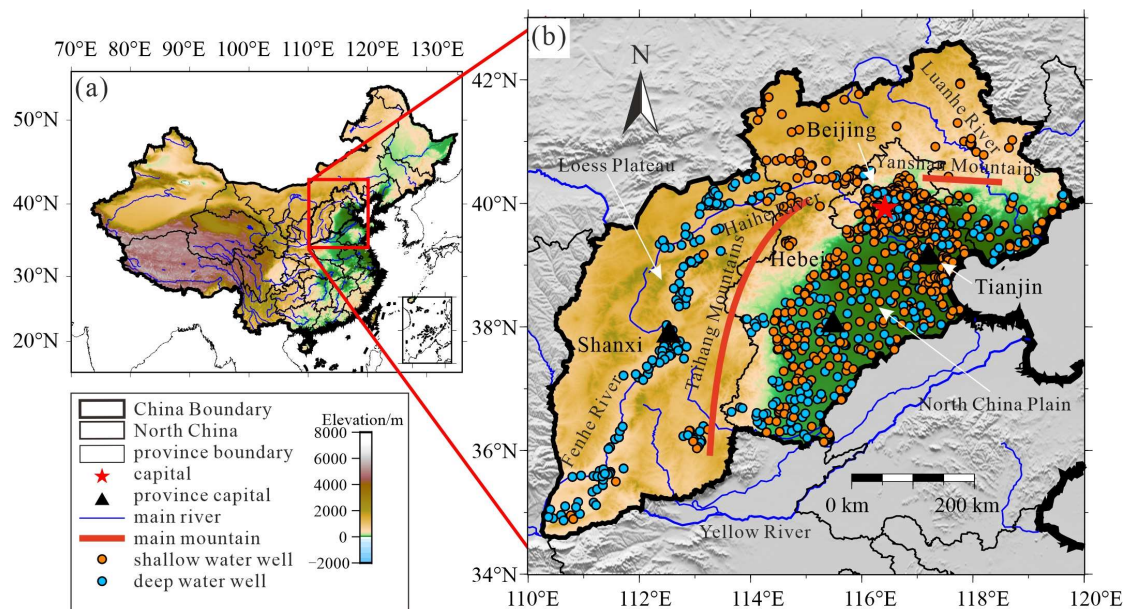 70°E 80°E 90°E 100°E 110°E 120°E 130°E
(a)
50°N
40°N
30°N
20°N
China Boundary
North China
province boundary
capital
province capital
main river
main mountain
shallow water well
deep water well
Elevation/m
8000
6000
4000
2000
0
−2000
(b)
N
42°N
40°N
38°N
36°N
34°N
110°E 112°E 114°E 116°E 118°E 120°E
Beijing
Luanhe River
Loess Plateau
Yanshan Mountains
Haihe River
Hebei
Tianjin
Taihang Mountains
Shanxi
North China Plain
Fenhe River
0 km 200 km
Yellow River